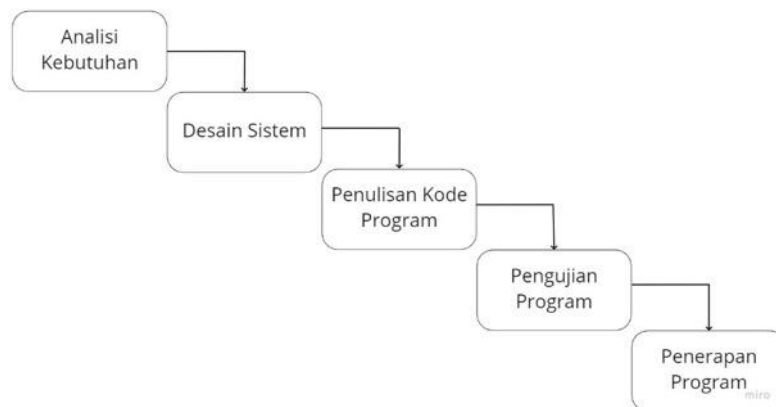 Analisi
Kebutuhan
Desain Sistem
Penulisan Kode
Program
Pengujian
Program
Penerapan
Program
miro